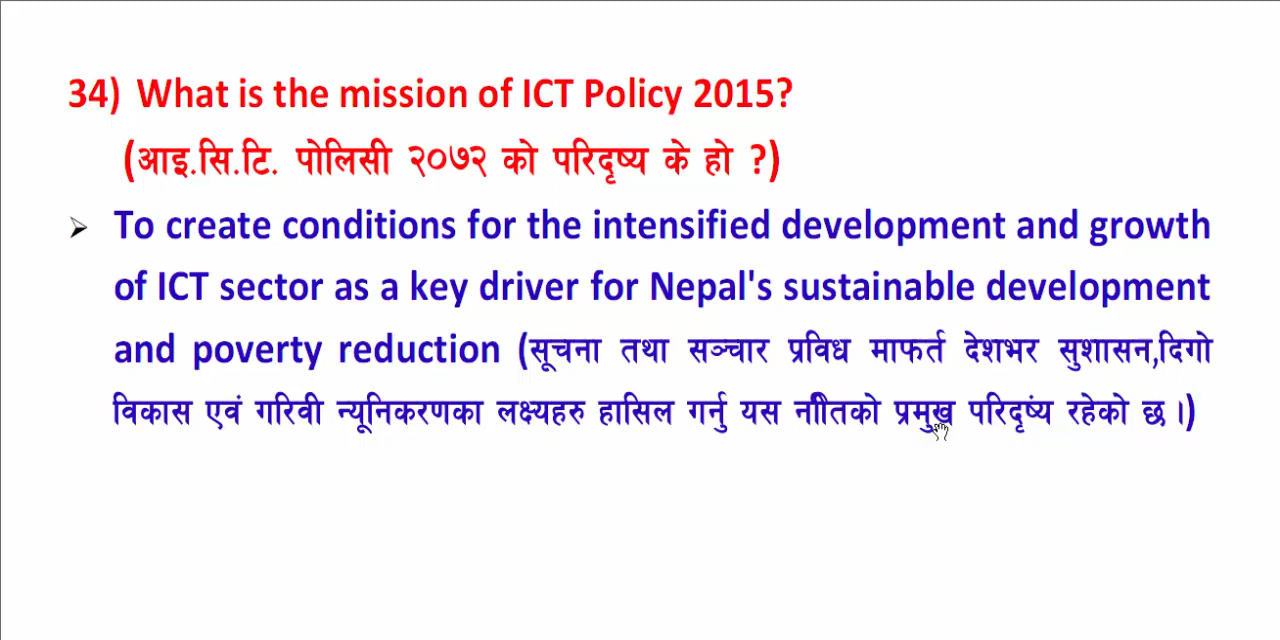 34) What is the mission of ICT Policy 2015?
(आइ.सि.टि. पोलिसी २०७२ को परिदृष्य के हो ?)
➢ To create conditions for the intensified development and growth
of ICT sector as a key driver for Nepal's sustainable development
and poverty reduction (सूचना तथा सञ्चार प्रविध माफर्त देशभर सुशासन,दिगो
विकास एवं गरिवी न्यूनिकरणका लक्ष्यहरु हासिल गर्नु यस नीीतको प्रमुख परिदृष्ंय रहेको छ ।)